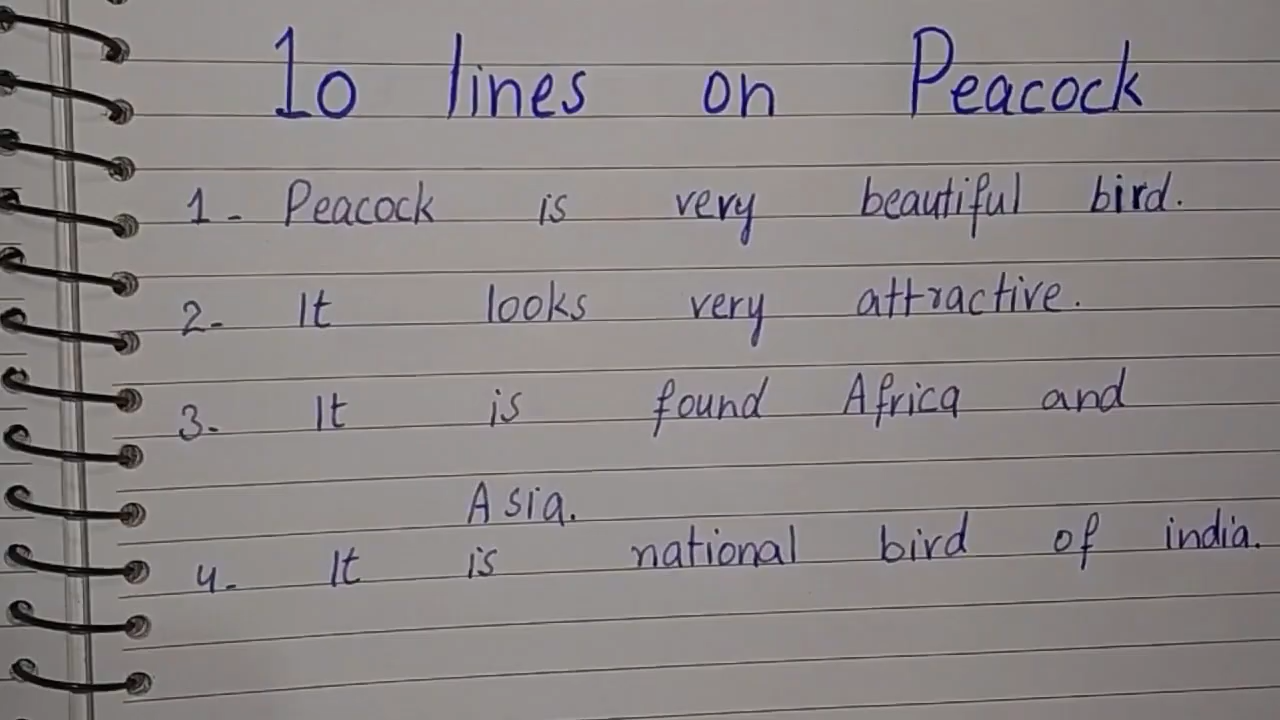 10 lines on Peacock
1- Peacock is very beautiful bird.
2- It looks very attractive.
3- It is found Africa and
Asia.
4- It is national bird of india.